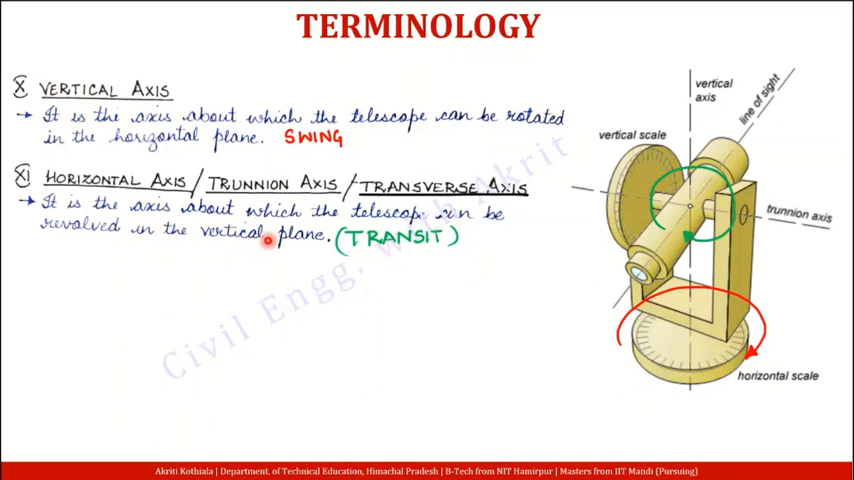 TERMINOLOGY
Ⓧ VERTICAL AXIS
→ It is the axis about which the telescope can be rotated
in the horizontal plane. SWING
XI HORIZONTAL AXIS / TRUNNION AXIS / TRANSVERSE AXIS
→ It is the axis about which the telescope can be
revolved in the vertical plane. (TRANSIT)
vertical
axis
line of sight
vertical scale
trunnion axis
horizontal scale
Civil Engg. with Akriti
Akriti Kothiala | Department. of Technical Education, Himachal Pradesh | B-Tech from NIT Hamirpur | Masters from IIT Mandi (Pursuing)